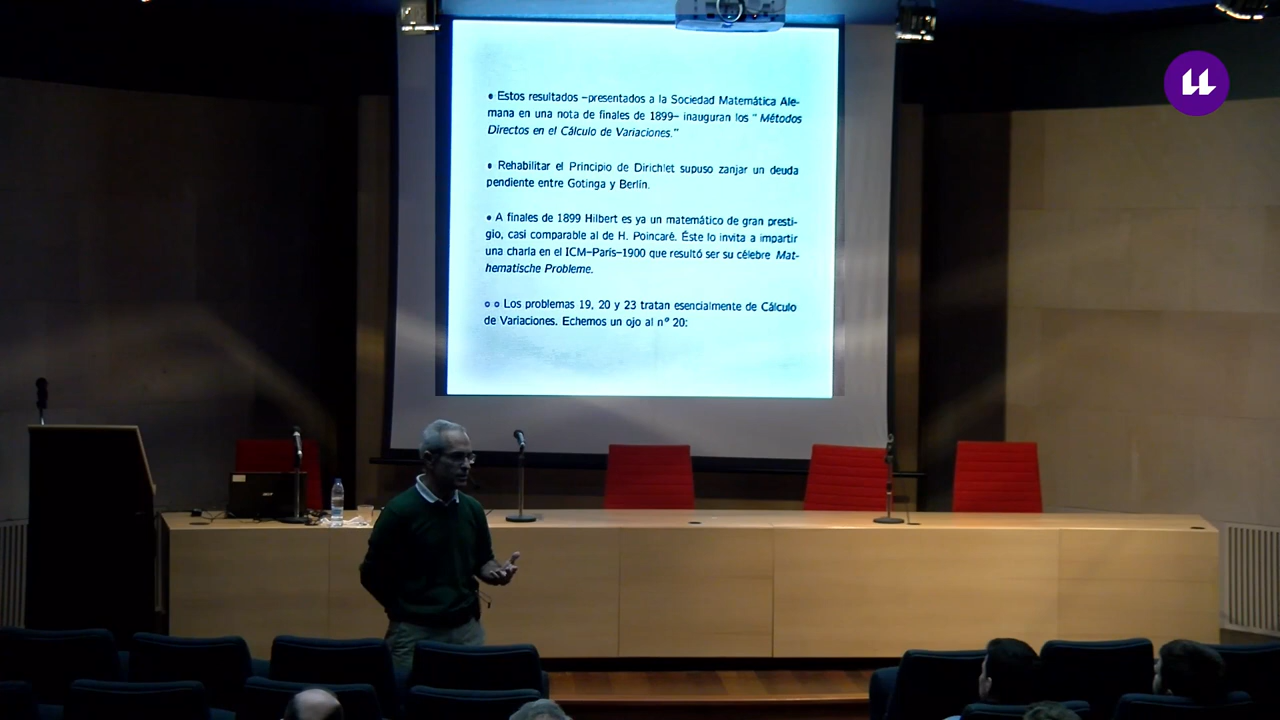 • Estos resultados –presentados a la Sociedad Matemática Ale-
mana en una nota de finales de 1899– inauguran los " Métodos
Directos en el Cálculo de Variaciones."
• Rehabilitar el Principio de Dirichlet supuso zanjar un deuda
pendiente entre Gotinga y Berlín.
• A finales de 1899 Hilbert es ya un matemático de gran presti-
gio, casi comparable al de H. Poincaré. Éste lo invita a impartir
una charla en el ICM–Paris–1900 que resultó ser su célebre Mat-
hematische Probleme.
o o Los problemas 19, 20 y 23 tratan esencialmente de Cálculo
de Variaciones. Echemos un ojo al nº 20: